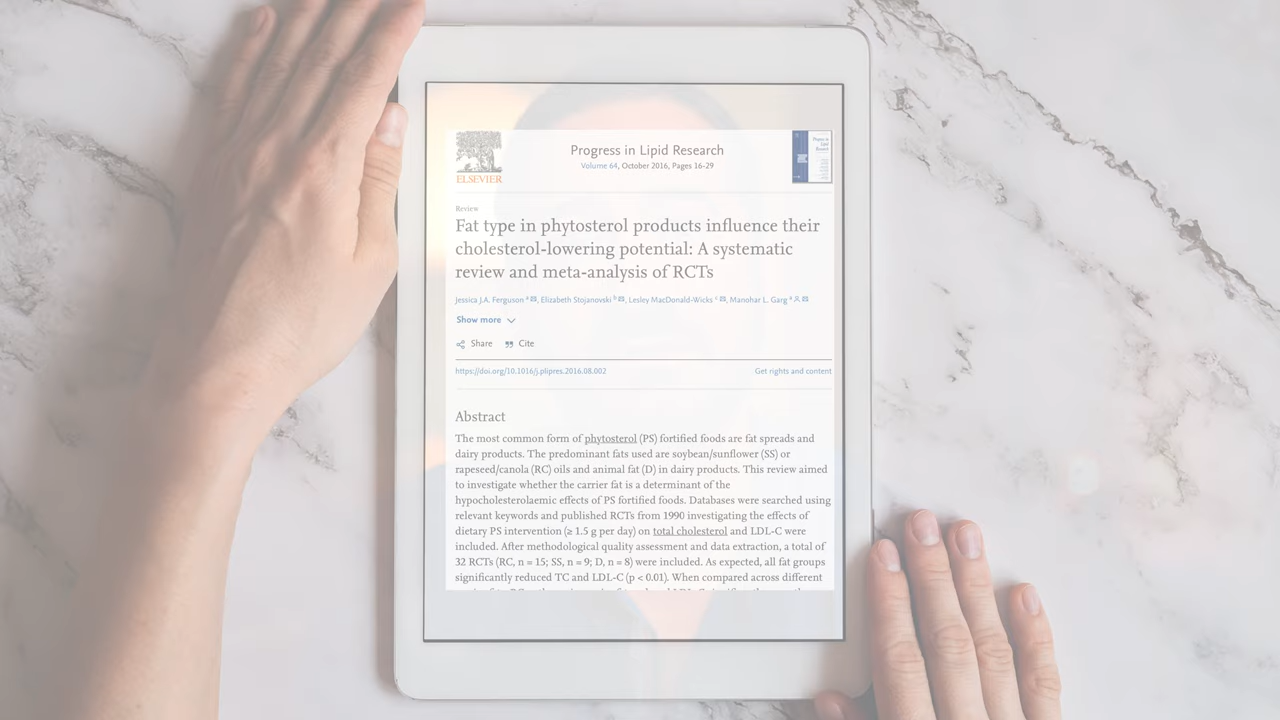 ELSEVIER
Progress in Lipid Research
Volume 64, October 2016, Pages 16-29
Review
Fat type in phytosterol products influence their
cholesterol-lowering potential: A systematic
review and meta-analysis of RCTs
Jessica J.A. Ferguson a, Elizabeth Stojanovski b, Lesley MacDonald-Wicks c, Manohar L. Garg a
Show more
Share Cite
https://doi.org/10.1016/j.plipres.2016.08.002 Get rights and content
Abstract
The most common form of phytosterol (PS) fortified foods are fat spreads and
dairy products. The predominant fats used are soybean/sunflower (SS) or
rapeseed/canola (RC) oils and animal fat (D) in dairy products. This review aimed
to investigate whether the carrier fat is a determinant of the
hypocholesterolaemic effects of PS fortified foods. Databases were searched using
relevant keywords and published RCTs from 1990 investigating the effects of
dietary PS intervention (≥ 1.5 g per day) on total cholesterol and LDL-C were
included. After methodological quality assessment and data extraction, a total of
32 RCTs (RC, n = 15; SS, n = 9; D, n = 8) were included. As expected, all fat groups
significantly reduced TC and LDL-C (p < 0.01). When compared across different